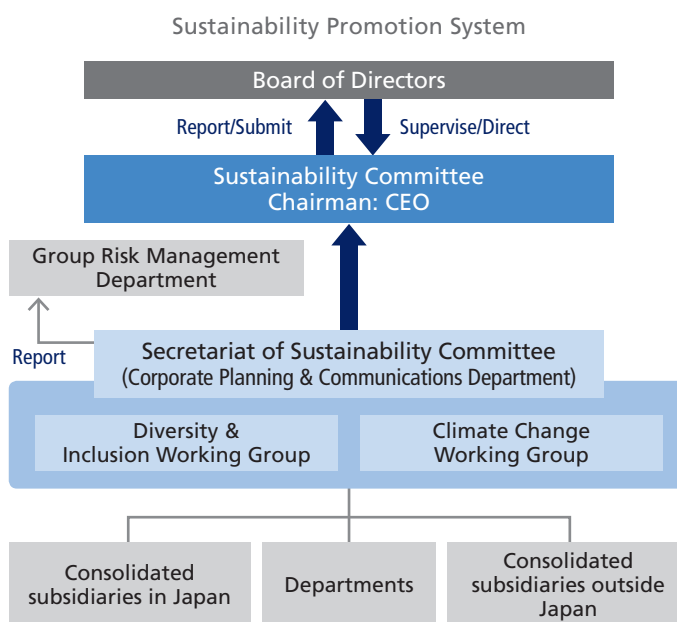 Sustainability Promotion System
Board of Directors
Report/Submit
Supervise/Direct
Sustainability Committee
Chairman: CEO
Group Risk Management
Department
Report
Secretariat of Sustainability Committee
(Corporate Planning & Communications Department)
Diversity &
Inclusion Working Group
Climate Change
Working Group
Consolidated
subsidiaries in Japan
Departments
Consolidated
subsidiaries outside
Japan